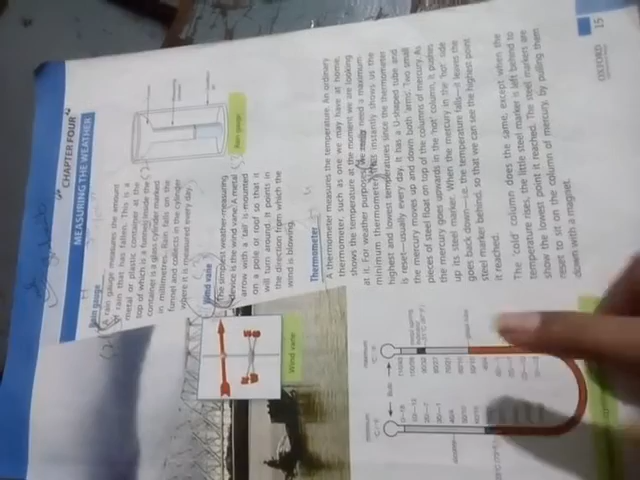 CHAPTER FOUR
MEASURING THE WEATHER
Rain gauge
A rain gauge measures the amount
of rain that has fallen. This is a
metal or plastic container at the
top of which is a funnel. Inside the
container is a glass cylinder marked
in millimetres. Rain falls on the
funnel and collects in the cylinder
where it is measured every day.
Rain gauge
Wind vane
The simplest weather-measuring
device is the wind vane. A metal
arrow with a 'tail' is mounted
on a pole or roof so that it
will turn around. It points in
the direction from which the
wind is blowing.
Wind vane
Thermometer
A thermometer measures the temperature. An ordinary
thermometer, such as one we may have at home,
shows the temperature at the moment we are looking
at it. For weather purposes, we need a maximum-
minimum thermometer. This instantly shows us the
highest and lowest temperatures since the thermometer
is reset—usually every day. It has a U-shaped tube and
the mercury moves up and down both 'arms'. Two small
pieces of steel float on top of the columns of mercury. As
the mercury goes upwards in the 'hot' column, it pushes
up its steel marker. When the mercury in the 'hot' side
goes back down—i.e. the temperature falls—it leaves the
steel marker behind, so that we can see the highest point
it reached.
The 'cold' column does the same, except when the
temperature rises, the little steel marker is left behind to
show the lowest point it reached. The steel markers are
reset to sit on the column of mercury, by pulling them
down with a magnet.
minimum
maximum
Bulb
OXFORD
15